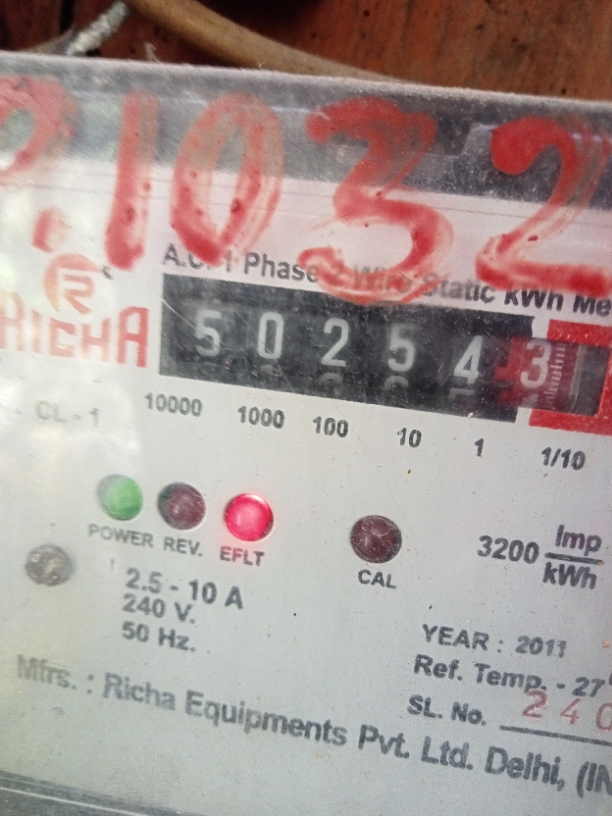 .1032
A.C. 1 Phase 2 Wire Static kWh Me
RICHA
5 0 2 5 4 3
CL - 1
10000 1000 100 10 1 1/10
POWER REV. EFLT
CAL
3200 Imp
kWh
2.5 - 10 A
240 V.
50 Hz.
YEAR : 2011
Ref. Temp. - 27°
SL. No. 240
Mfrs. : Richa Equipments Pvt. Ltd. Delhi, (IN